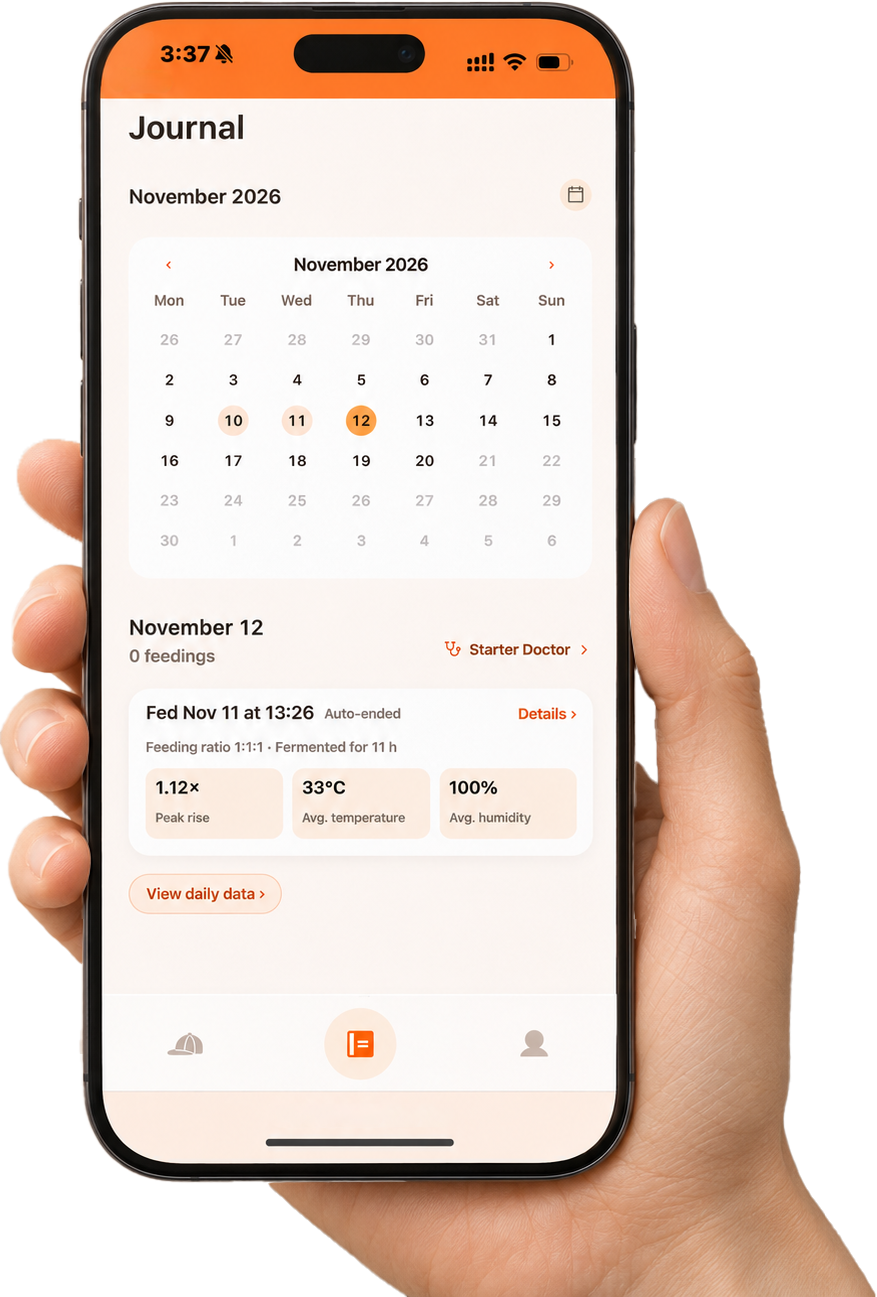 3:37
Journal
November 2026
‹ November 2026 ›
Mon Tue Wed Thu Fri Sat Sun
26 27 28 29 30 31 1
2 3 4 5 6 7 8
9 10 11 12 13 14 15
16 17 18 19 20 21 22
23 24 25 26 27 28 29
30 1 2 3 4 5 6
November 12
0 feedings
Starter Doctor ›
Fed Nov 11 at 13:26 Auto-ended Details ›
Feeding ratio 1:1:1 · Fermented for 11 h
1.12× 33°C 100%
Peak rise Avg. temperature Avg. humidity
View daily data ›